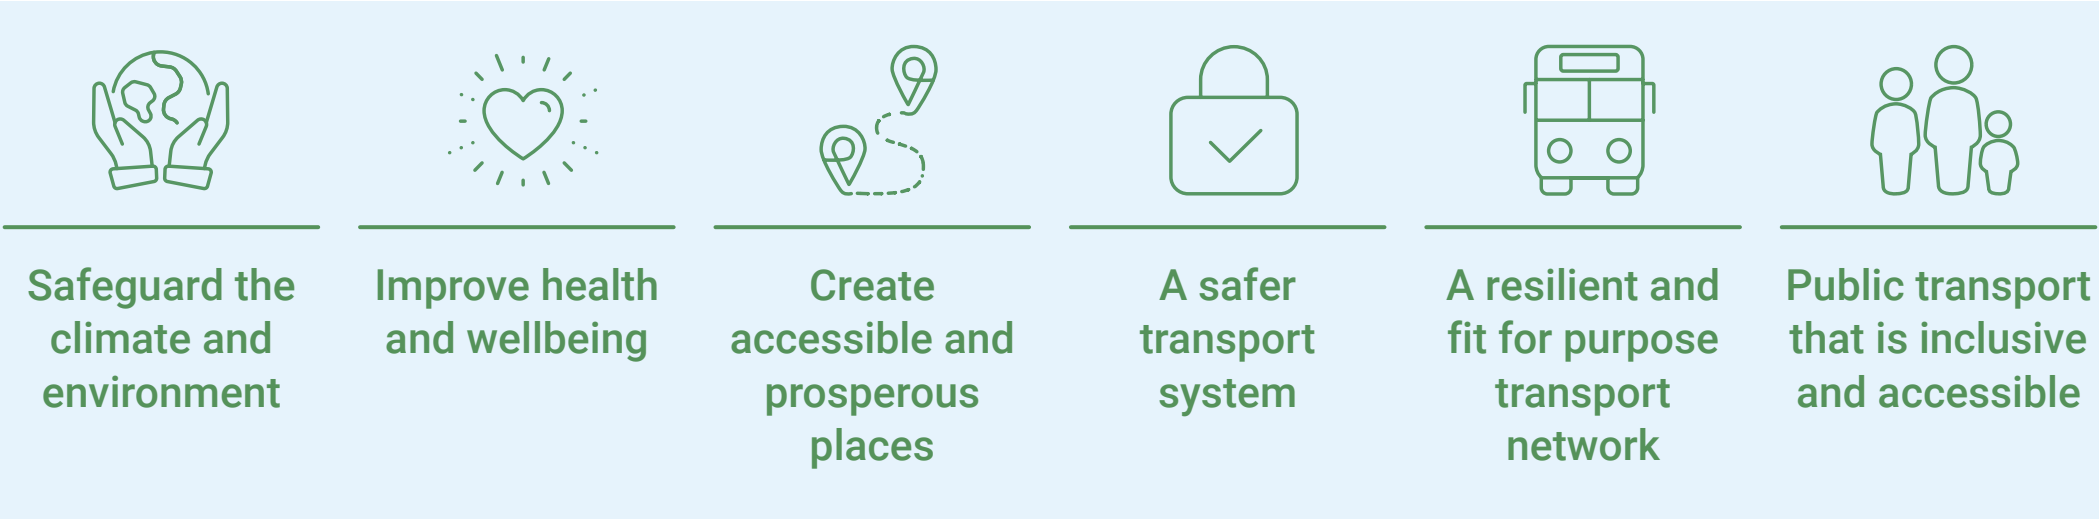 Safeguard the
climate and
environment
Improve health
and wellbeing
Create
accessible and
prosperous
places
A safer
transport
system
A resilient and
fit for purpose
transport
network
Public transport
that is inclusive
and accessible